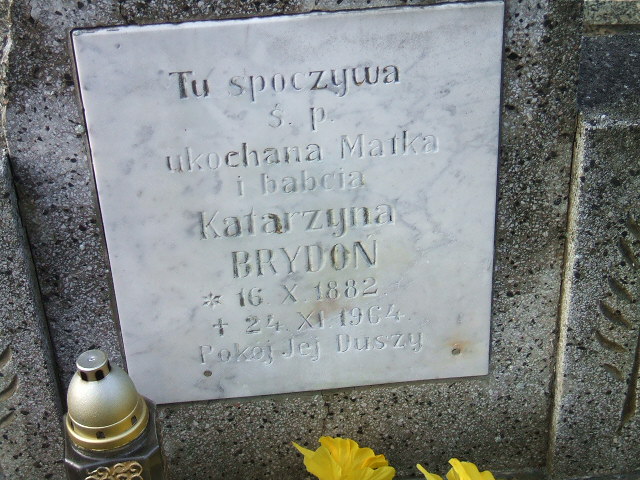 Tu spoczywa
ś. p.
ukochana Matka
i babcia
Katarzyna
BRYDOŃ
* 16. X. 1882.
+ 24. XI. 1964.
Pokój Jej Duszy